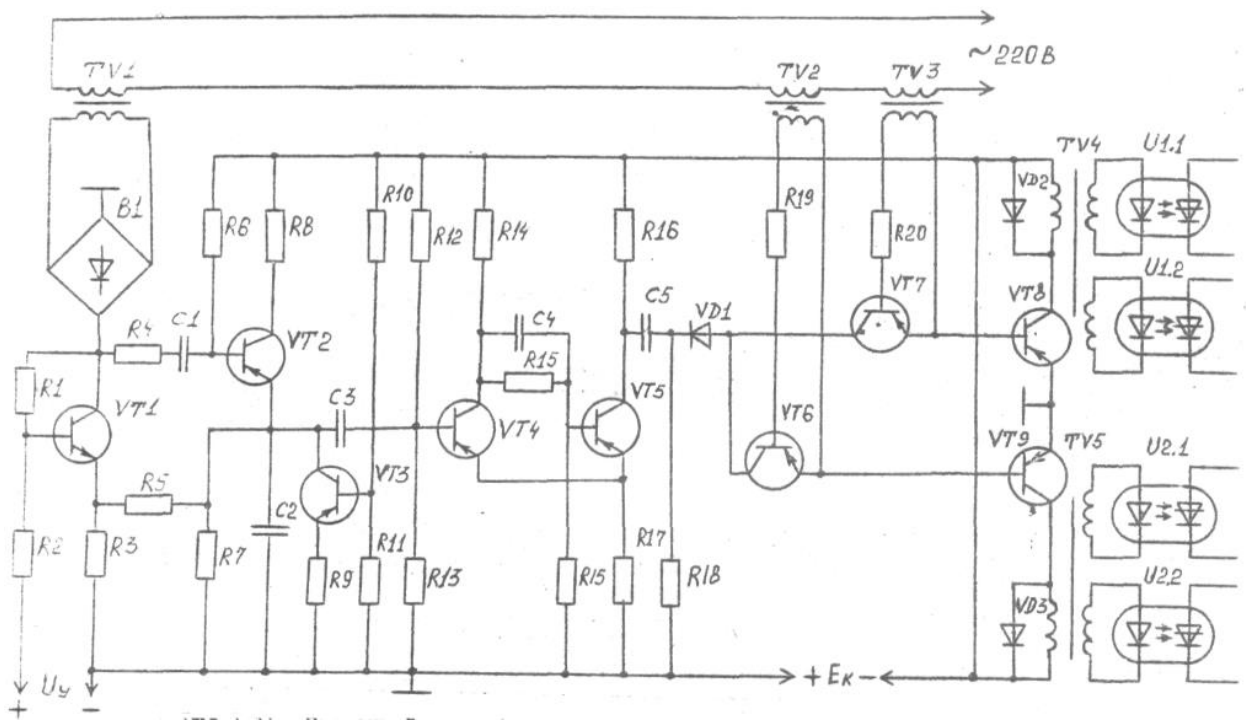 ~220В
TV1
TV2
TV3
TV4
U1.1
В1
R6
R8
R10
R12
R14
R16
R19
R20
VD2
U1.2
R4
C1
VT2
C4
C5
VD1
VT7
VT8
R1
VT1
C3
VT4
R15
VT5
VT6
VT9
TV5
U2.1
R5
VT3
R2
R3
R7
C2
R9
R11
R13
R15
R17
R18
VD3
U2.2
Uу
+ -
+ Eк -